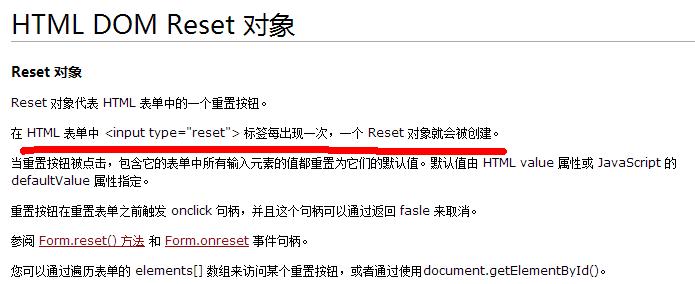 HTML DOM Reset 对象
Reset 对象
Reset 对象代表 HTML 表单中的一个重置按钮。
在 HTML 表单中 <input type="reset"> 标签每出现一次，一个 Reset 对象就会被创建。
当重置按钮被点击，包含它的表单中所有输入元素的值都重置为它们的默认值。默认值由 HTML value 属性或 JavaScript 的
defaultValue 属性指定。
重置按钮在重置表单之前触发 onclick 句柄，并且这个句柄可以通过返回 fasle 来取消。
参阅 Form.reset() 方法 和 Form.onreset 事件句柄。
您可以通过遍历表单的 elements[] 数组来访问某个重置按钮，或者通过使用document.getElementById()。